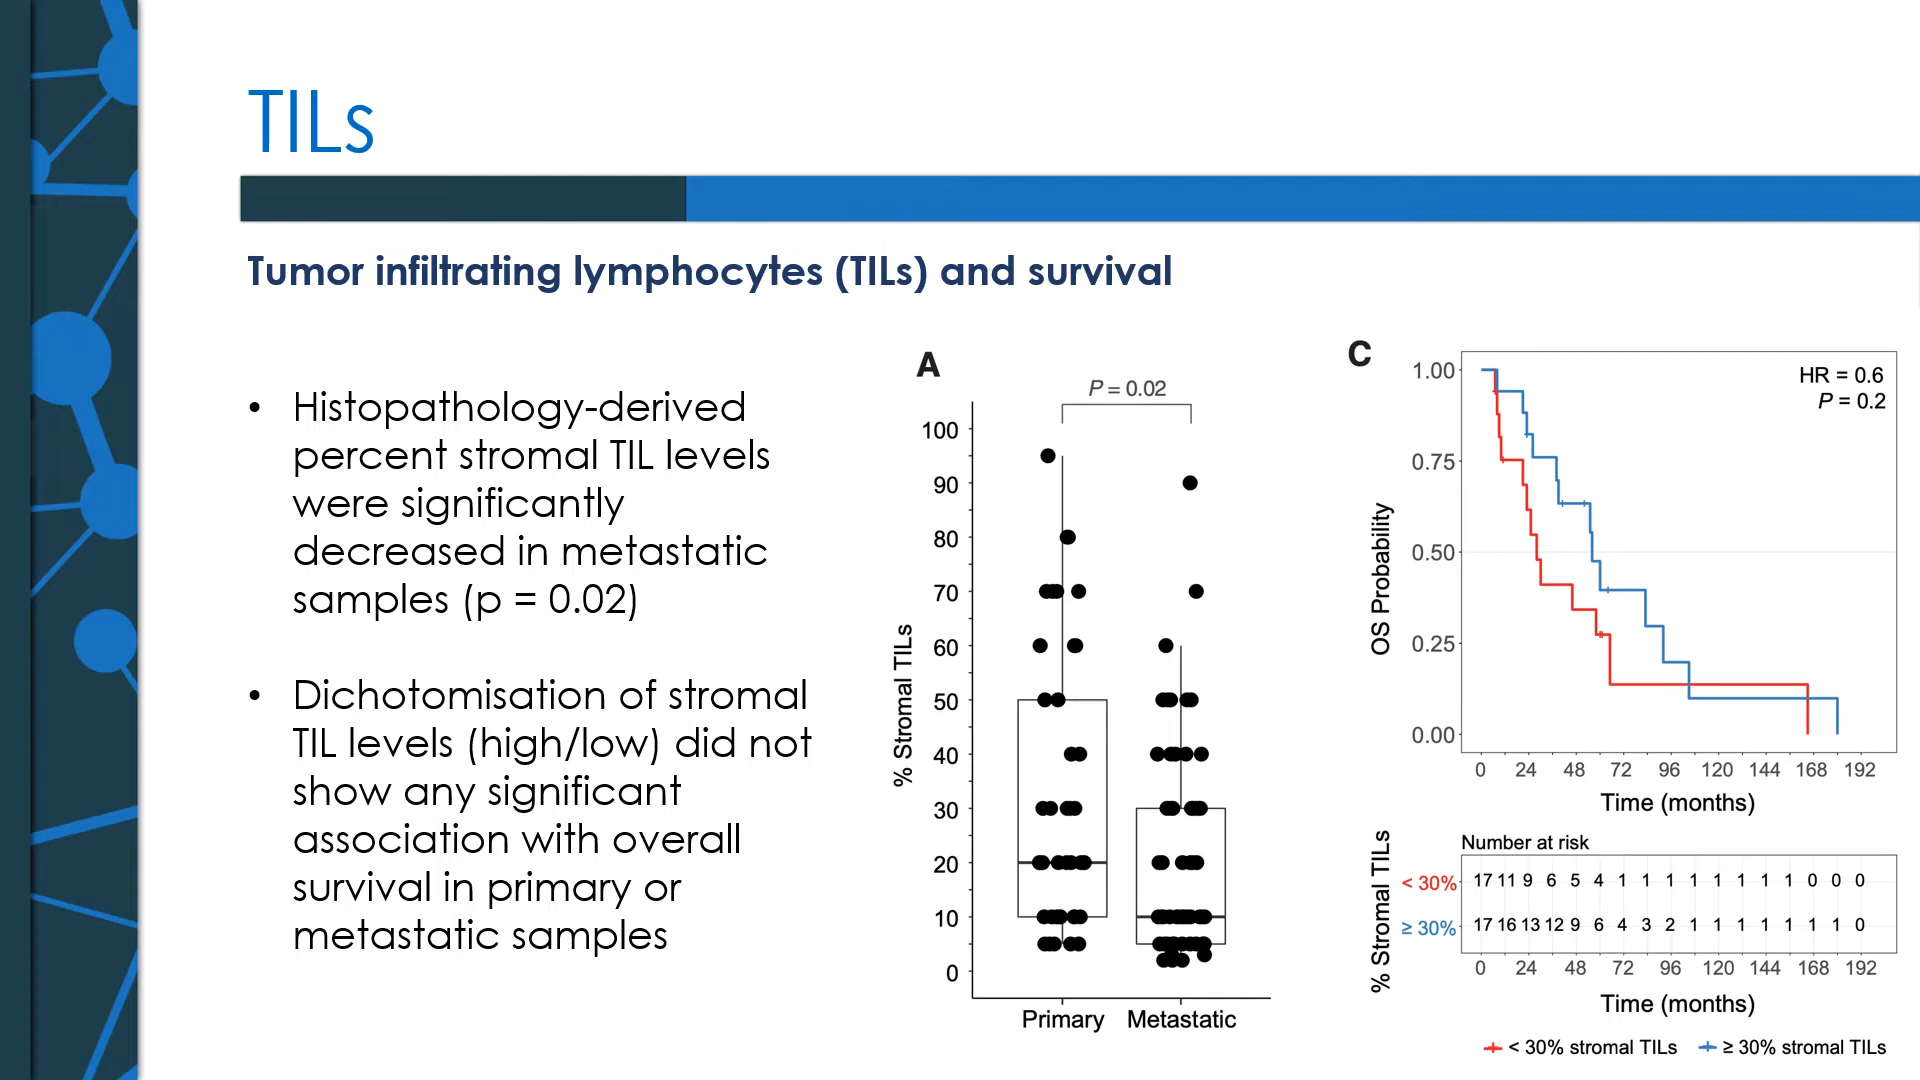 TILs
Tumor infiltrating lymphocytes (TILs) and survival
• Histopathology-derived
percent stromal TIL levels
were significantly
decreased in metastatic
samples (p = 0.02)
• Dichotomisation of stromal
TIL levels (high/low) did not
show any significant
association with overall
survival in primary or
metastatic samples
A
P = 0.02
% Stromal TILs
100
90
80
70
60
50
40
30
20
10
0
Primary Metastatic
C
HR = 0.6
P = 0.2
OS Probability
1.00
0.75
0.50
0.25
0.00
0 24 48 72 96 120 144 168 192
Time (months)
Number at risk
% Stromal TILs
< 30% 17 11 9 6 5 4 1 1 1 1 1 1 1 1 0 0 0
≥ 30% 17 16 13 12 9 6 4 3 2 1 1 1 1 1 1 1 0
0 24 48 72 96 120 144 168 192
Time (months)
< 30% stromal TILs ≥ 30% stromal TILs